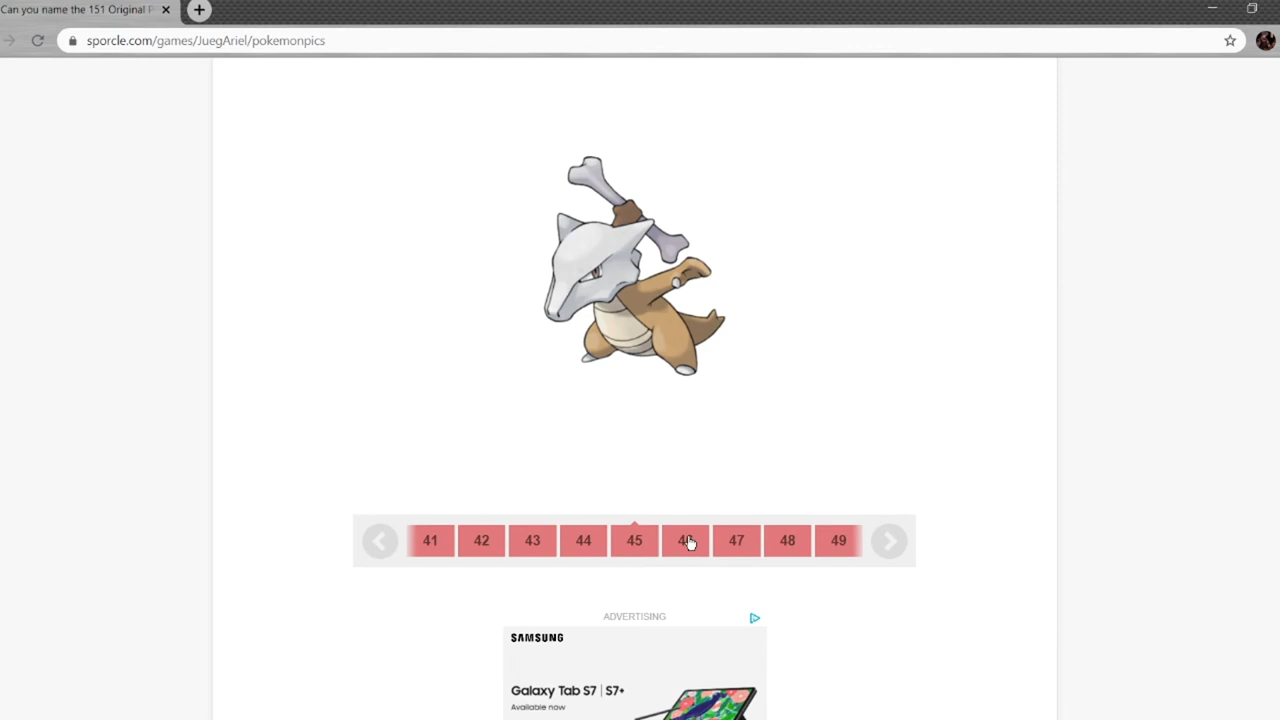 Can you name the 151 Original P
sporcle.com/games/JuegAriel/pokemonpics
41 42 43 44 45 46 47 48 49
ADVERTISING
SAMSUNG
Galaxy Tab S7 | S7+
Available now